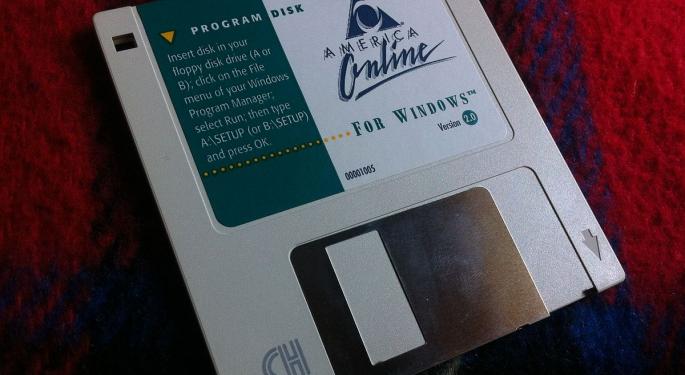 PROGRAM DISK
Insert disk in your
floppy disk drive (A or
B), click on the File
menu of your Windows
Program Manager;
select Run; then type
A:\SETUP (or B:\SETUP)
and press OK.
AMERICA
Online
FOR WINDOWS™
Version 2.0
00001005